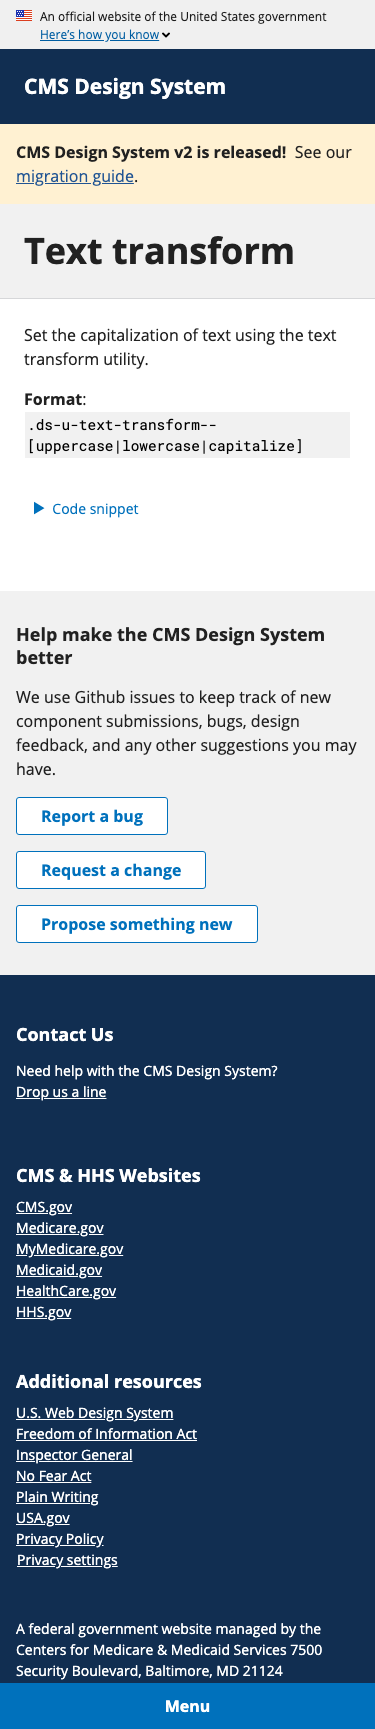 An official website of the United States government
Here's how you know
CMS Design System
CMS Design System v2 is released! See our
migration guide.
Text transform
Set the capitalization of text using the text
transform utility.
Format:
.ds-u-text-transform--
[uppercase|lowercase|capitalize]
Code snippet
Help make the CMS Design System
better
We use Github issues to keep track of new
component submissions, bugs, design
feedback, and any other suggestions you may
have.
Report a bug
Request a change
Propose something new
Contact Us
Need help with the CMS Design System?
Drop us a line
CMS & HHS Websites
CMS.gov
Medicare.gov
MyMedicare.gov
Medicaid.gov
HealthCare.gov
HHS.gov
Additional resources
U.S. Web Design System
Freedom of Information Act
Inspector General
No Fear Act
Plain Writing
USA.gov
Privacy Policy
Privacy settings
A federal government website managed by the
Centers for Medicare & Medicaid Services 7500
Security Boulevard, Baltimore, MD 21124
Menu